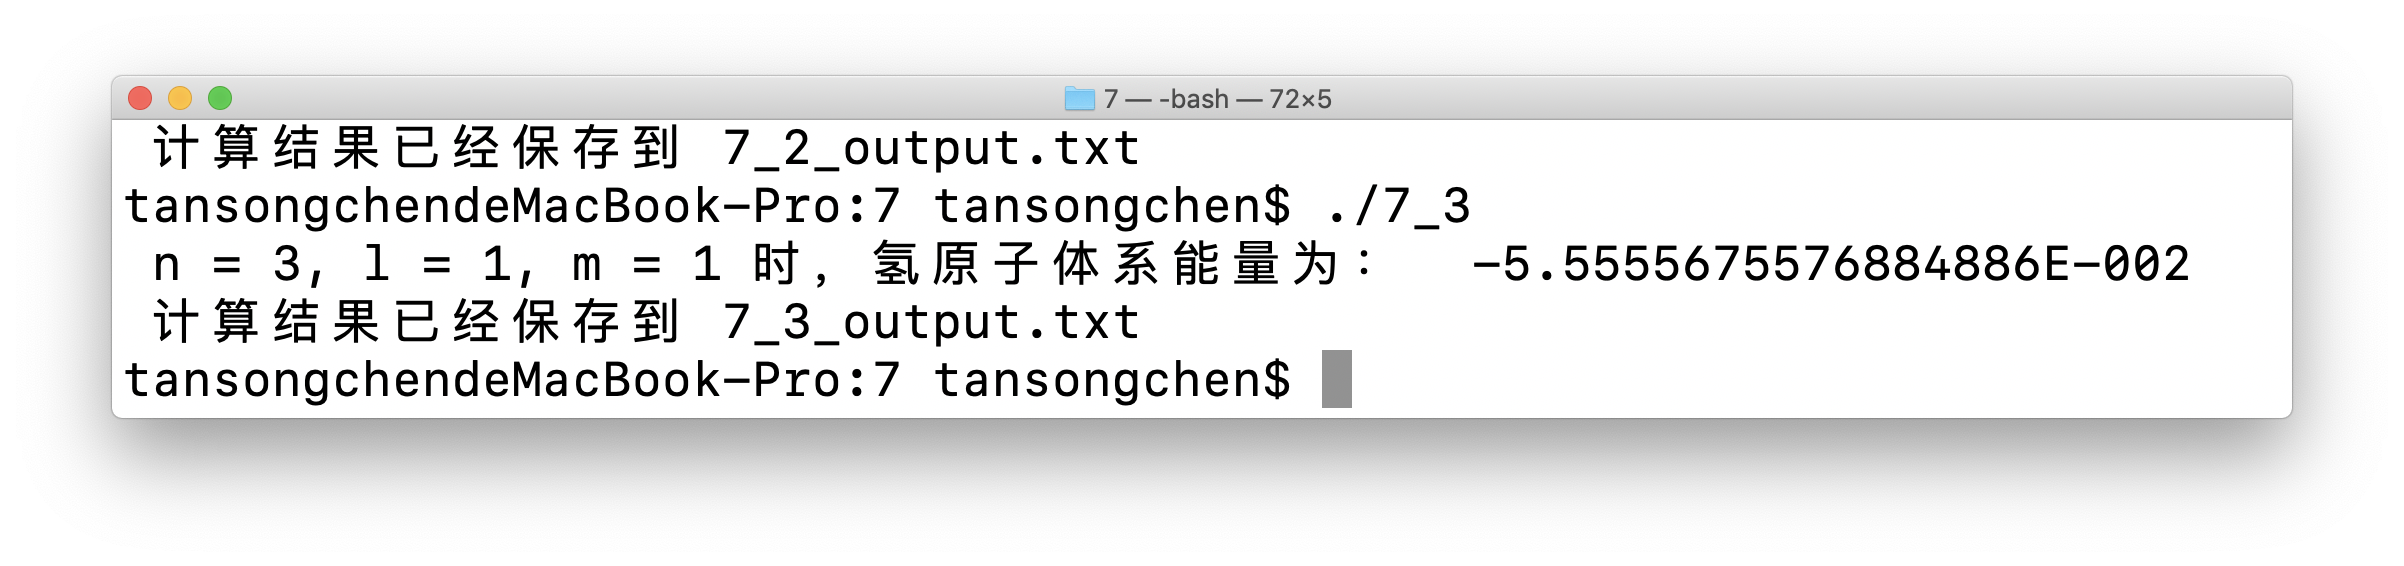 7 — -bash — 72×5
计算结果已经保存到 7_2_output.txt
tansongchendeMacBook-Pro:7 tansongchen$ ./7_3
n = 3, l = 1, m = 1 时，氢原子体系能量为：  -5.5555675576884886E-002
计算结果已经保存到 7_3_output.txt
tansongchendeMacBook-Pro:7 tansongchen$